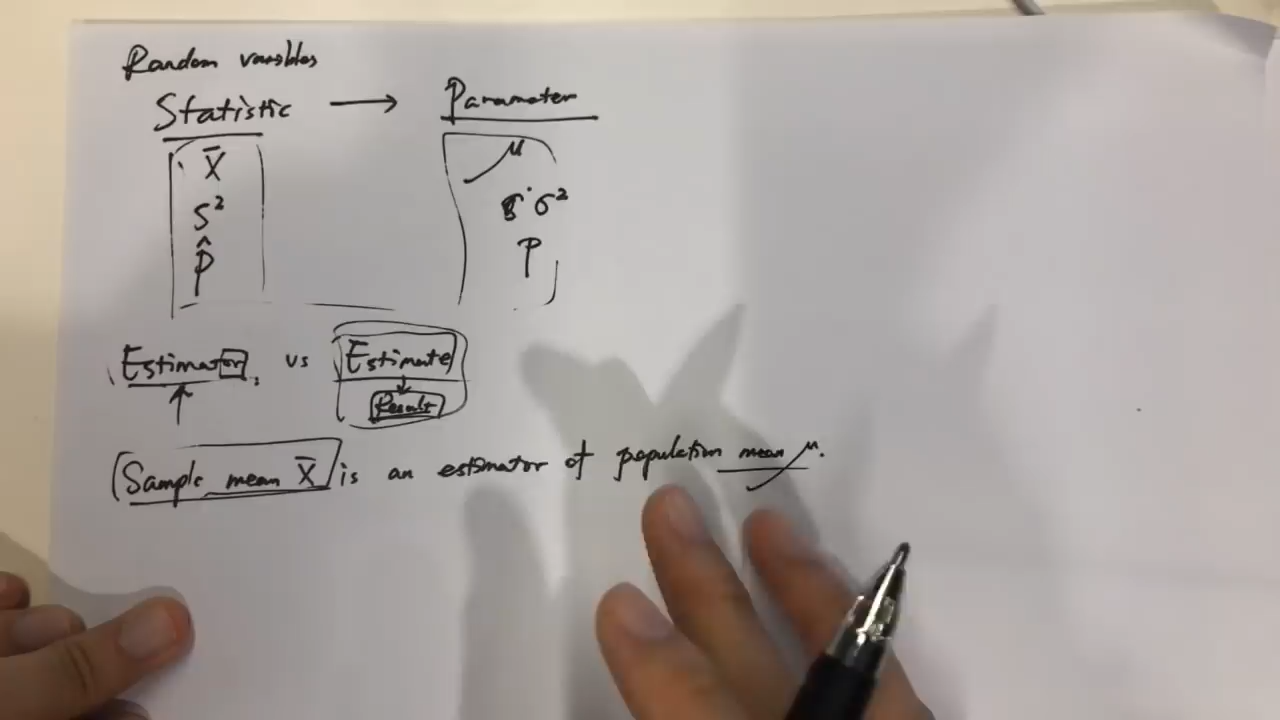 Random variables
Statistic → Parameter
X̄ μ
S² σ²
p̂ p
Estimator vs Estimate
Result
Sample mean X̄ is an estimator of population mean μ.